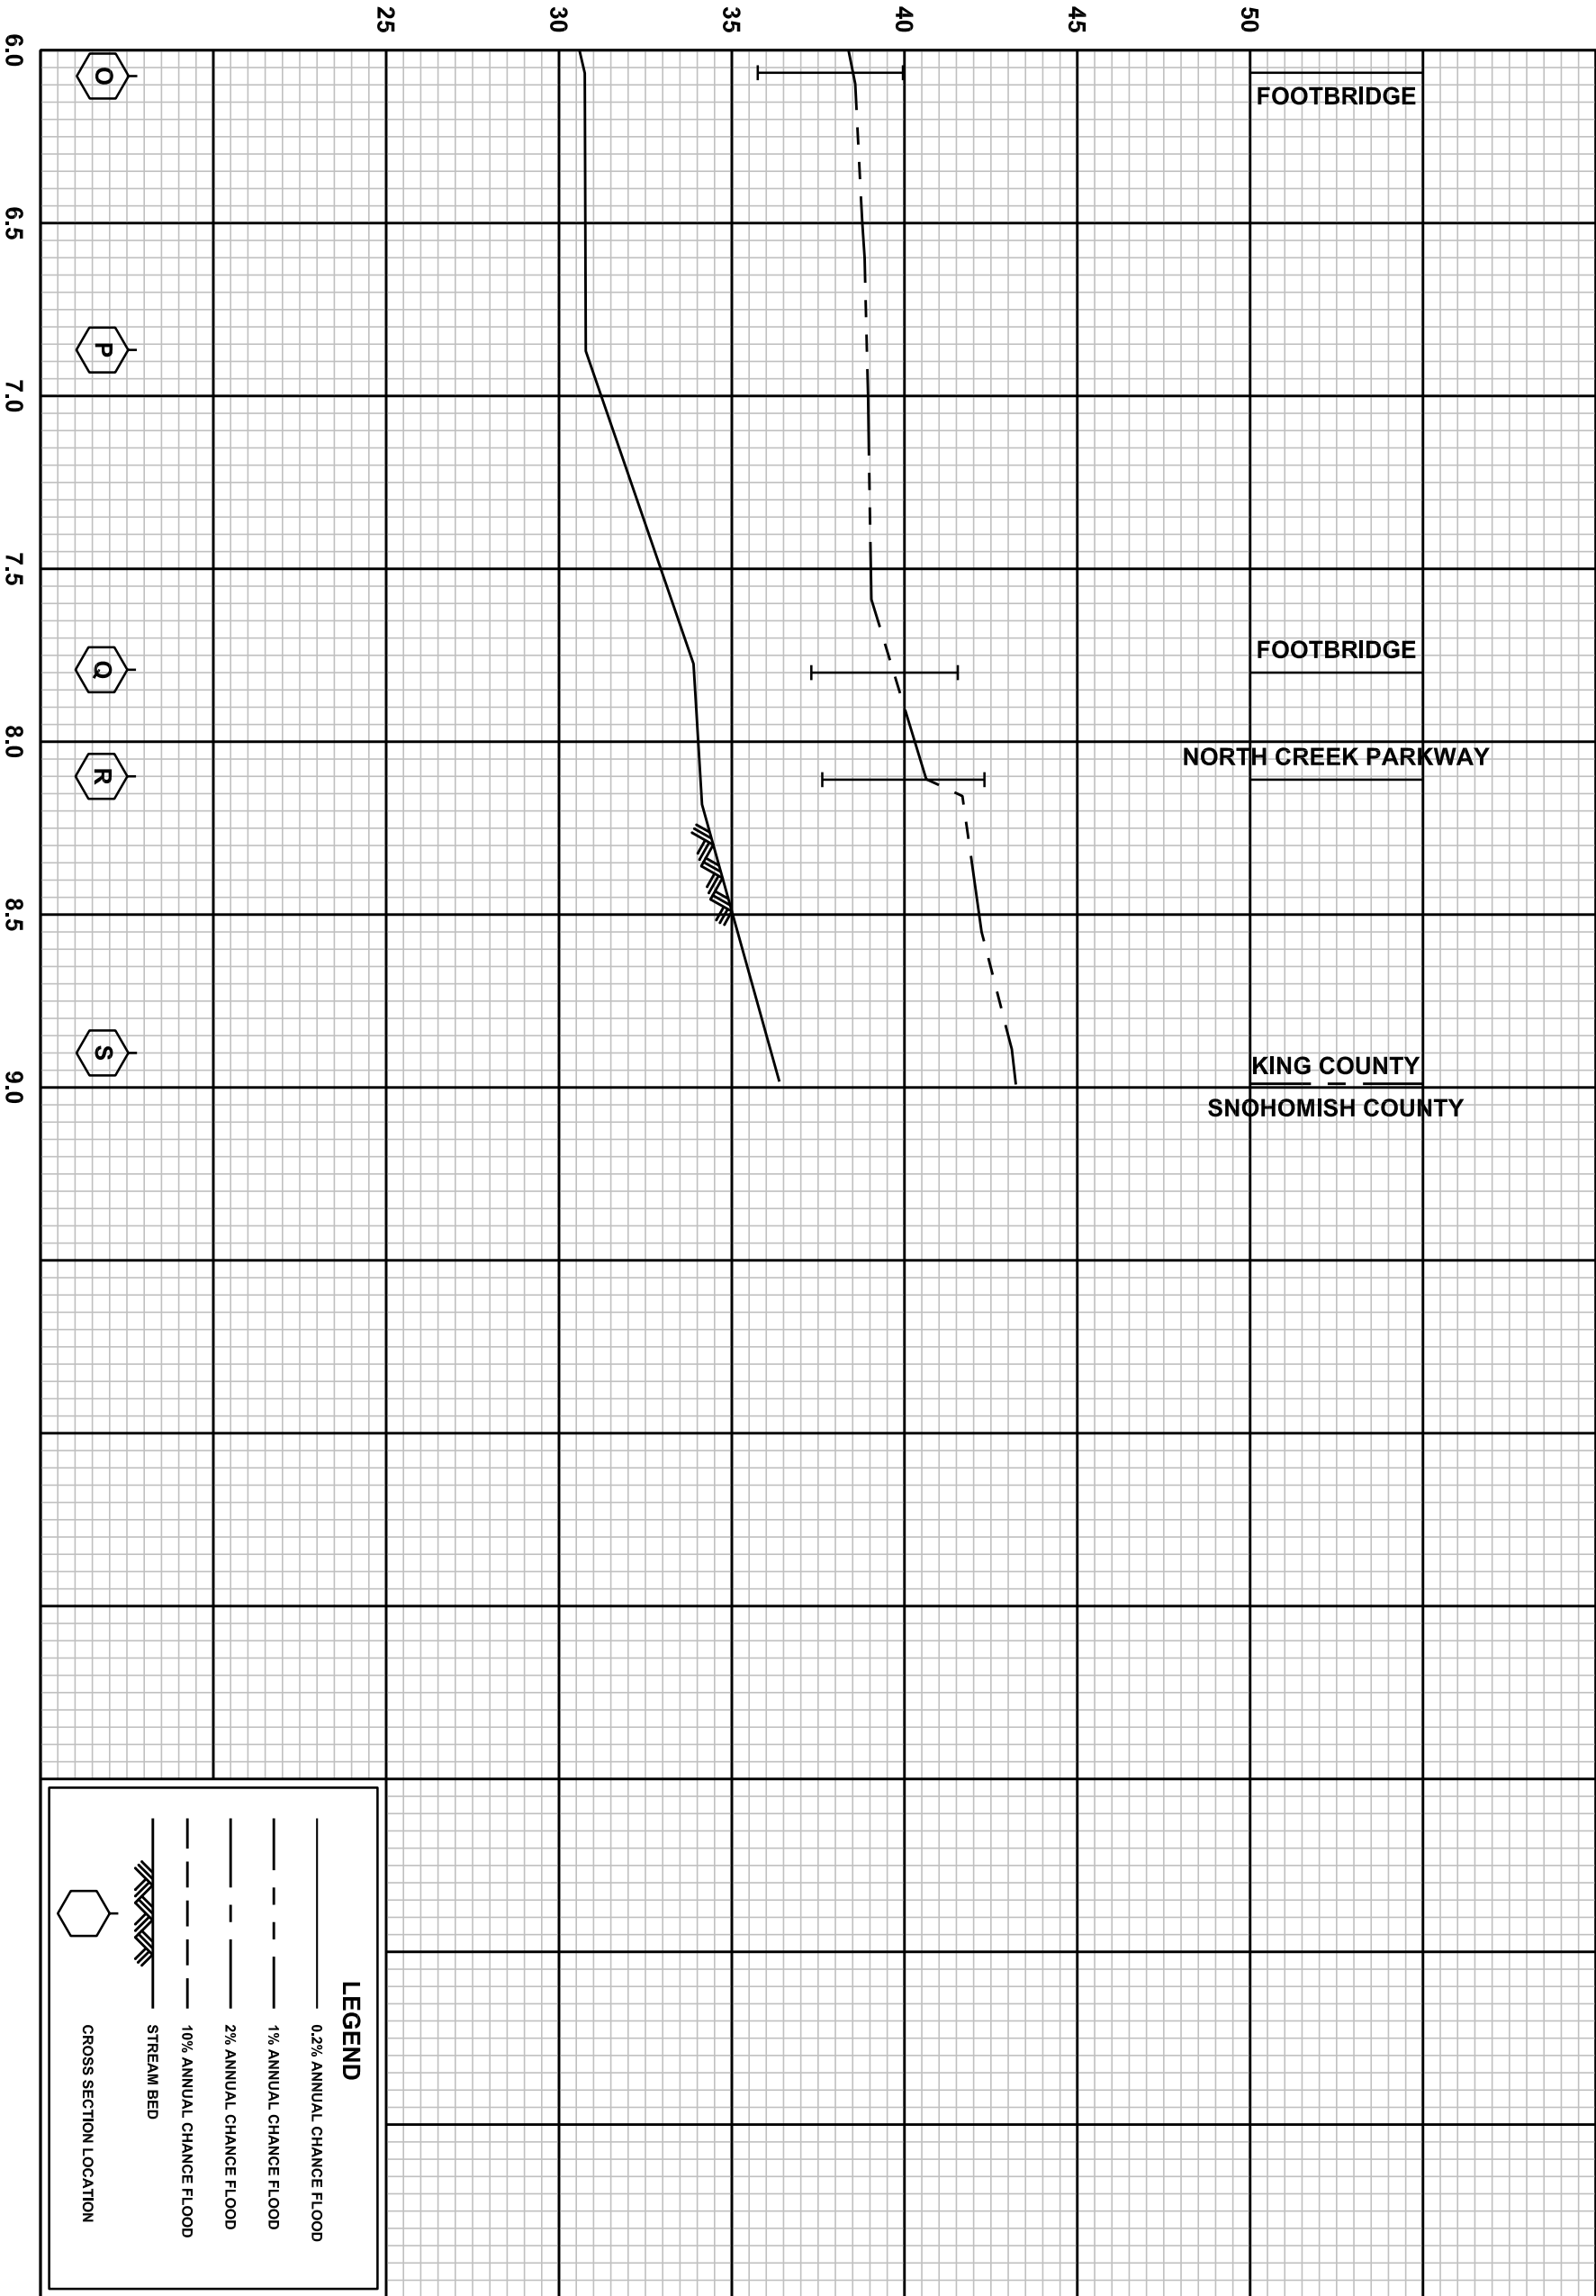 50
45
40
35
30
25
FOOTBRIDGE
FOOTBRIDGE
NORTH CREEK PARKWAY
KING COUNTY
SNOHOMISH COUNTY
O
P
Q
R
S
6.0
6.5
7.0
7.5
8.0
8.5
9.0
LEGEND
0.2% ANNUAL CHANCE FLOOD
1% ANNUAL CHANCE FLOOD
2% ANNUAL CHANCE FLOOD
10% ANNUAL CHANCE FLOOD
STREAM BED
CROSS SECTION LOCATION